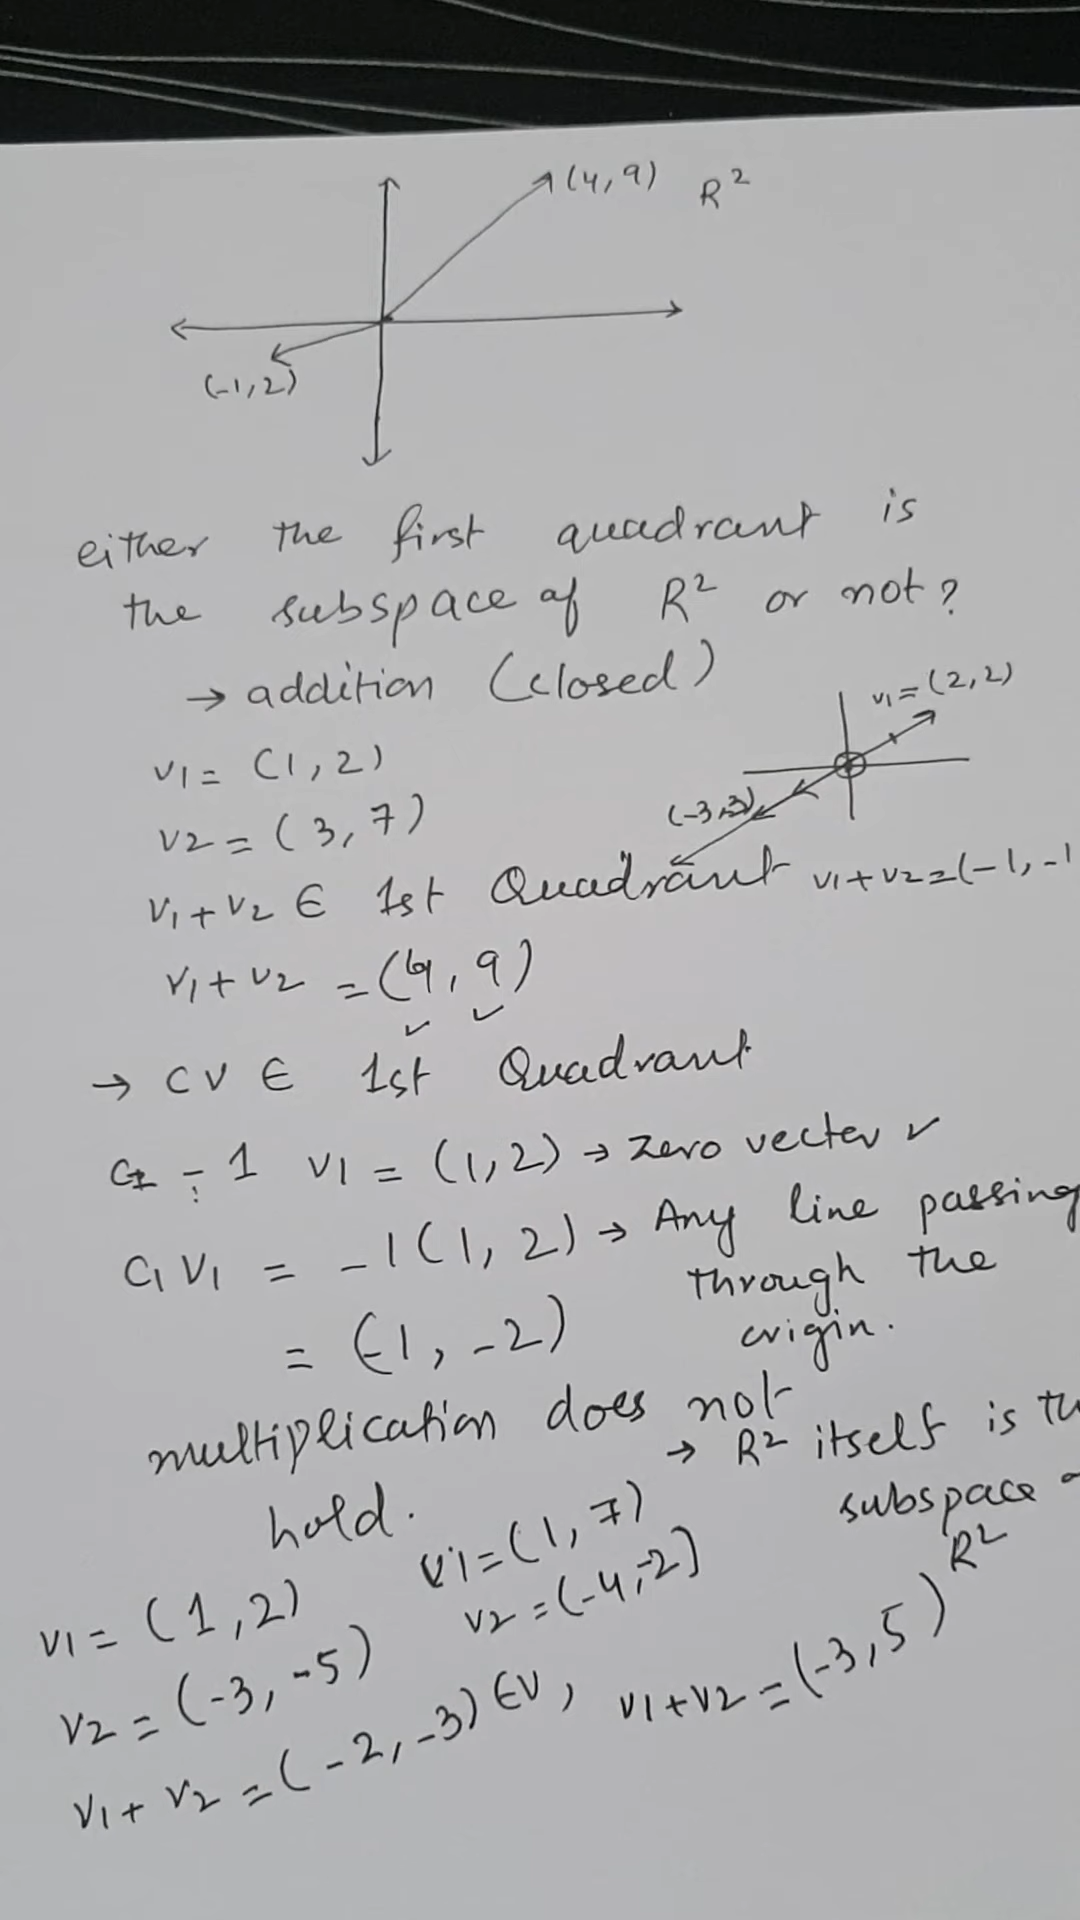 (4,9) R²
(-1,2)
either the first quadrant is
the subspace of R² or not?
→ addition (closed)
v1 = (2,2)
v1 = (1,2)
v2 = (3,7)
(-3,-3)
v1+v2 ∈ 1st Quadrant
v1+v2=(-1,-1
v1+v2 = (4,9)
→ CV ∈ 1st Quadrant
v1 = (1,2) → zero vector ✓
C1 V1 = -1(1,2) → Any line passing
through the
= (-1,-2) origin.
multiplication does not
hold. → R² itself is th
subspace
R²
v1 = (1,7)
v2 = (-4,-2)
v1 = (1,2)
v2 = (-3,-5)
v1+v2 = (-2,-3) ∈V, v1+v2=(-3,5)